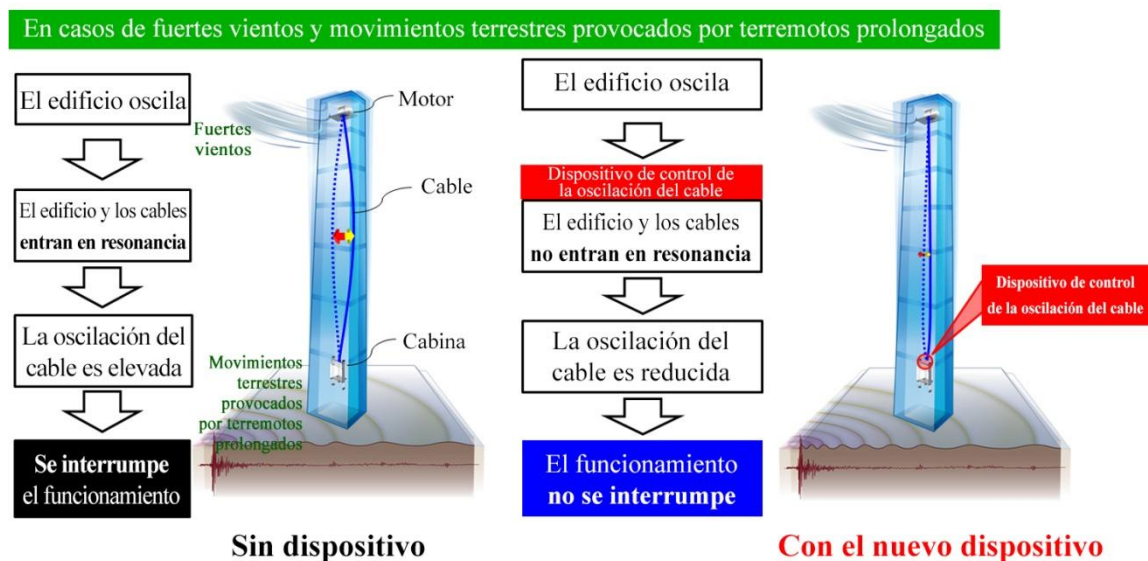 En casos de fuertes vientos y movimientos terrestres provocados por terremotos prolongados
El edificio oscila
El edificio y los cables
entran en resonancia
La oscilación del
cable es elevada
Se interrumpe
el funcionamiento
Fuertes
vientos
Motor
Cable
Cabina
Movimientos
terrestres
provocados
por terremotos
prolongados
Sin dispositivo
El edificio oscila
Dispositivo de control de
la oscilación del cable
El edificio y los cables
no entran en resonancia
La oscilación del
cable es reducida
El funcionamiento
no se interrumpe
Dispositivo de control
de la oscilación del cable
Con el nuevo dispositivo